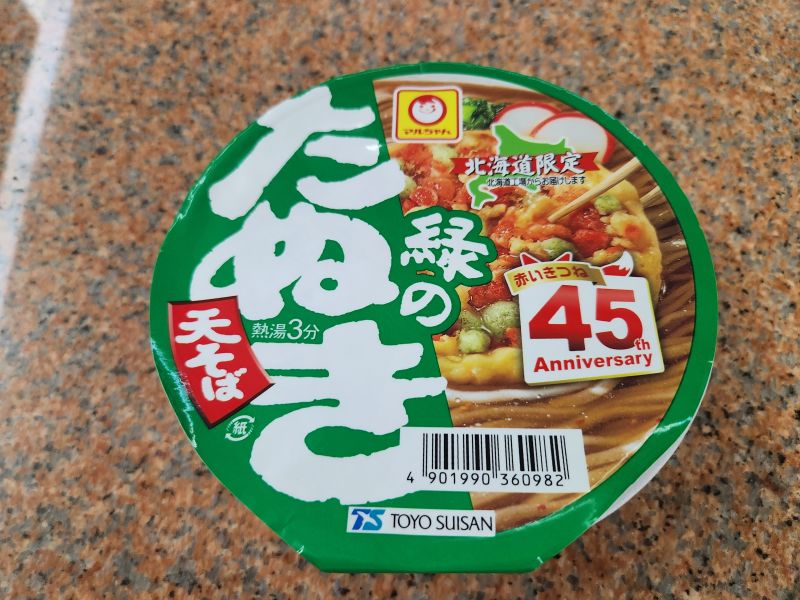 マルちゃん
北海道限定
北海道工場からお届けします
緑の
たぬき
天そば
熱湯3分
紙
赤いきつね
45th
Anniversary
4 901990 360982
TS TOYO SUISAN